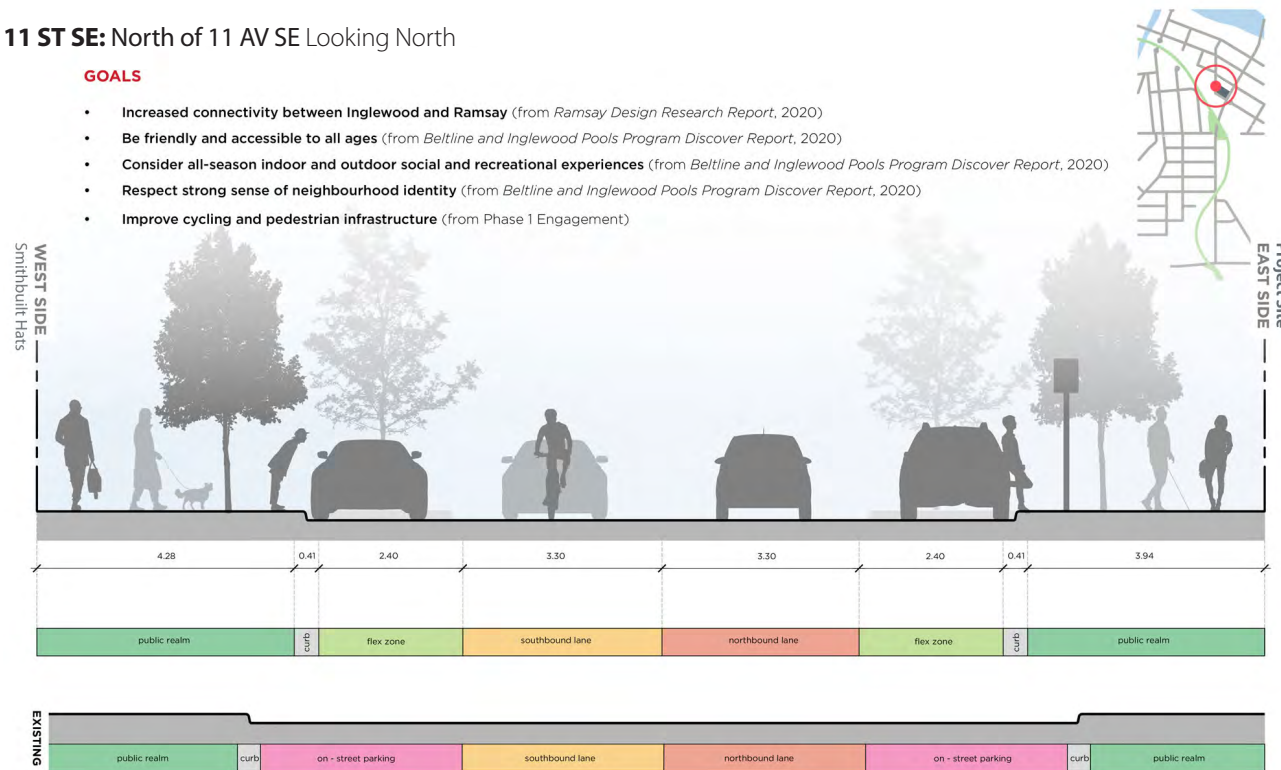 11 ST SE: North of 11 AV SE Looking North
GOALS
• Increased connectivity between Inglewood and Ramsay (from Ramsay Design Research Report, 2020)
• Be friendly and accessible to all ages (from Beltline and Inglewood Pools Program Discover Report, 2020)
• Consider all-season indoor and outdoor social and recreational experiences (from Beltline and Inglewood Pools Program Discover Report, 2020)
• Respect strong sense of neighbourhood identity (from Beltline and Inglewood Pools Program Discover Report, 2020)
• Improve cycling and pedestrian infrastructure (from Phase 1 Engagement)
WEST SIDE
Smithbuilt Hats
Project Site
EAST SIDE
4.28 0.41 2.40 3.30 3.30 2.40 0.41 3.94
public realm curb flex zone southbound lane northbound lane flex zone curb public realm
EXISTING
public realm curb on - street parking southbound lane northbound lane on - street parking curb public realm